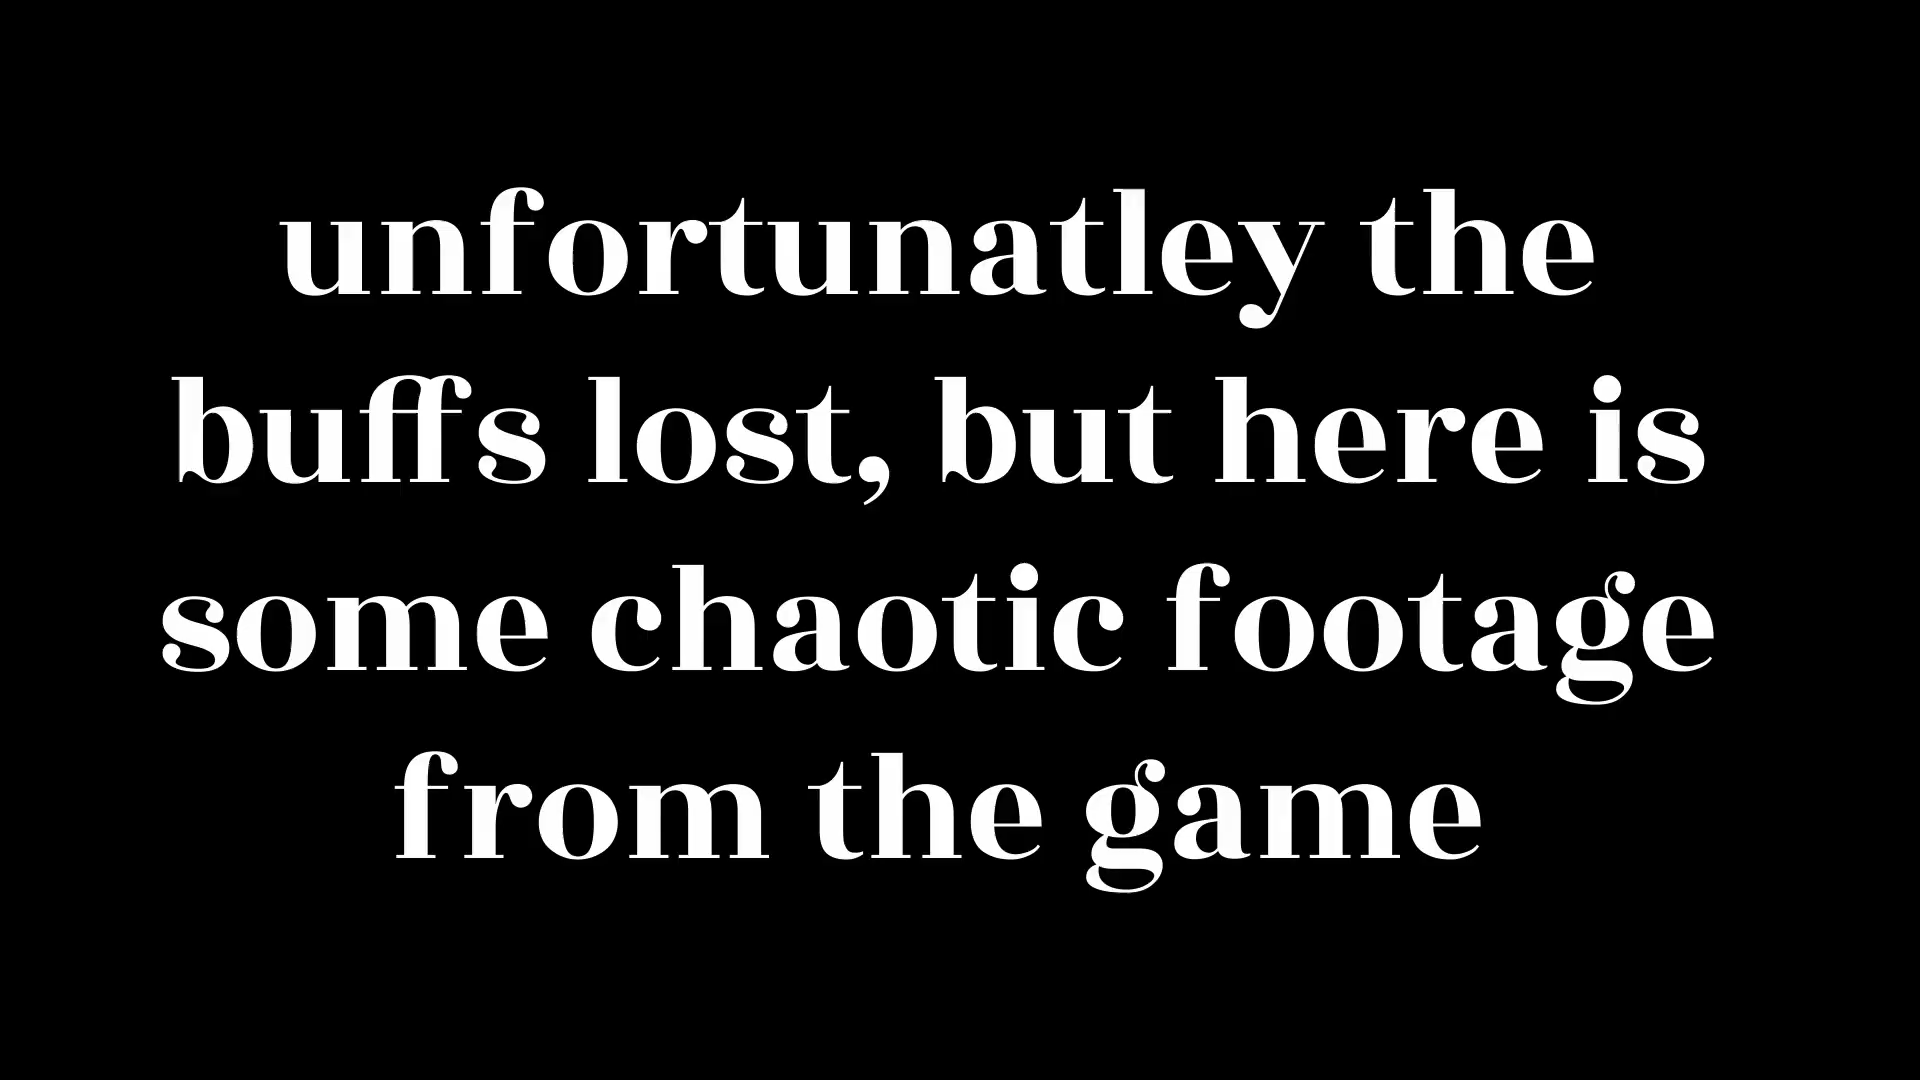 unfortunatley the
buffs lost, but here is
some chaotic footage
from the game